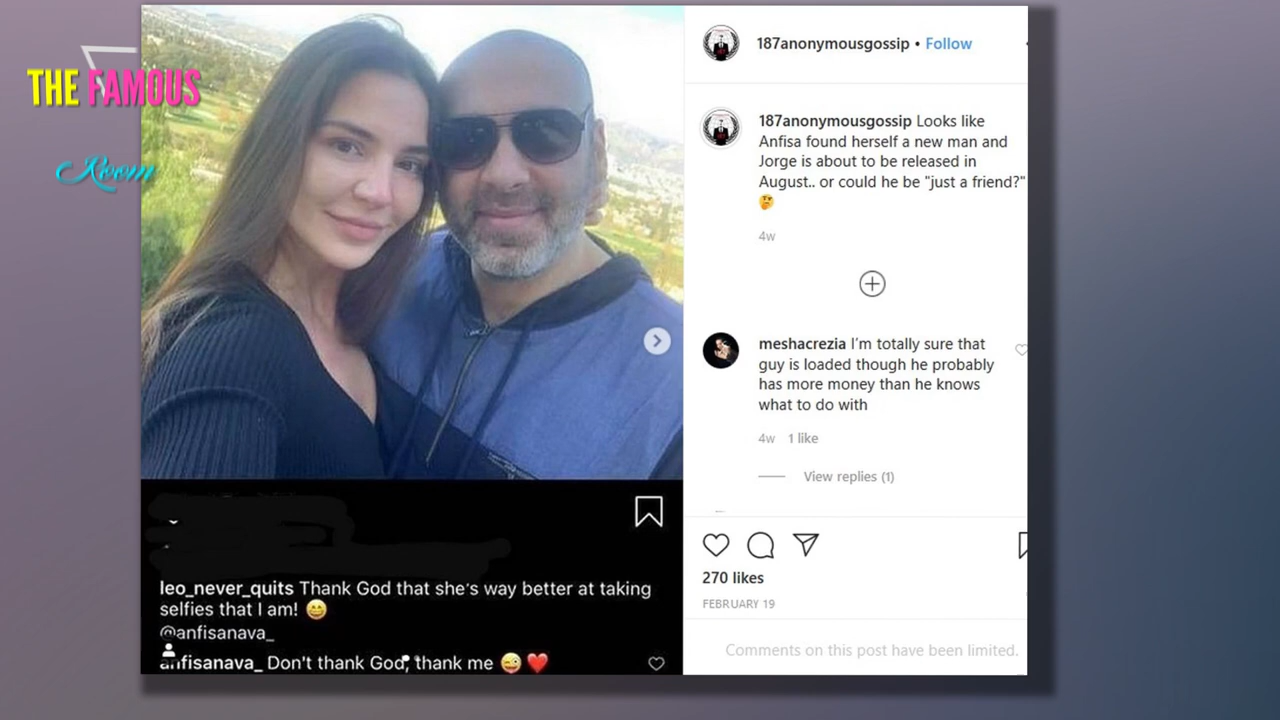 THE FAMOUS
Room
187anonymousgossip • Follow
187anonymousgossip Looks like
Anfisa found herself a new man and
Jorge is about to be released in
August.. or could he be "just a friend?"
🤔
4w
meshacrezia I'm totally sure that
guy is loaded though he probably
has more money than he knows
what to do with
4w 1 like
View replies (1)
270 likes
FEBRUARY 19
Comments on this post have been limited.
leo_never_quits Thank God that she's way better at taking
selfies that I am! 😄
@anfisanava_
anfisanava_ Don't thank God, thank me 😜❤️